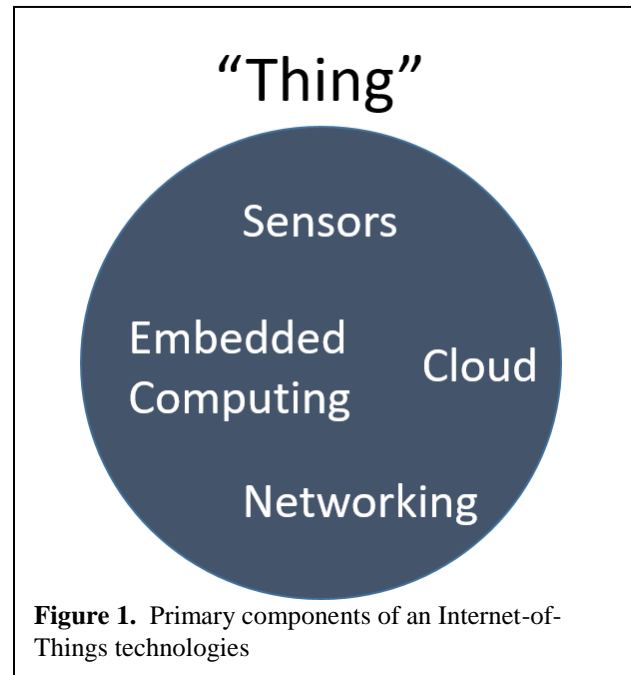 “Thing”
Sensors
Embedded
Computing
Cloud
Networking
Figure 1.  Primary components of an Internet-of-
Things technologies